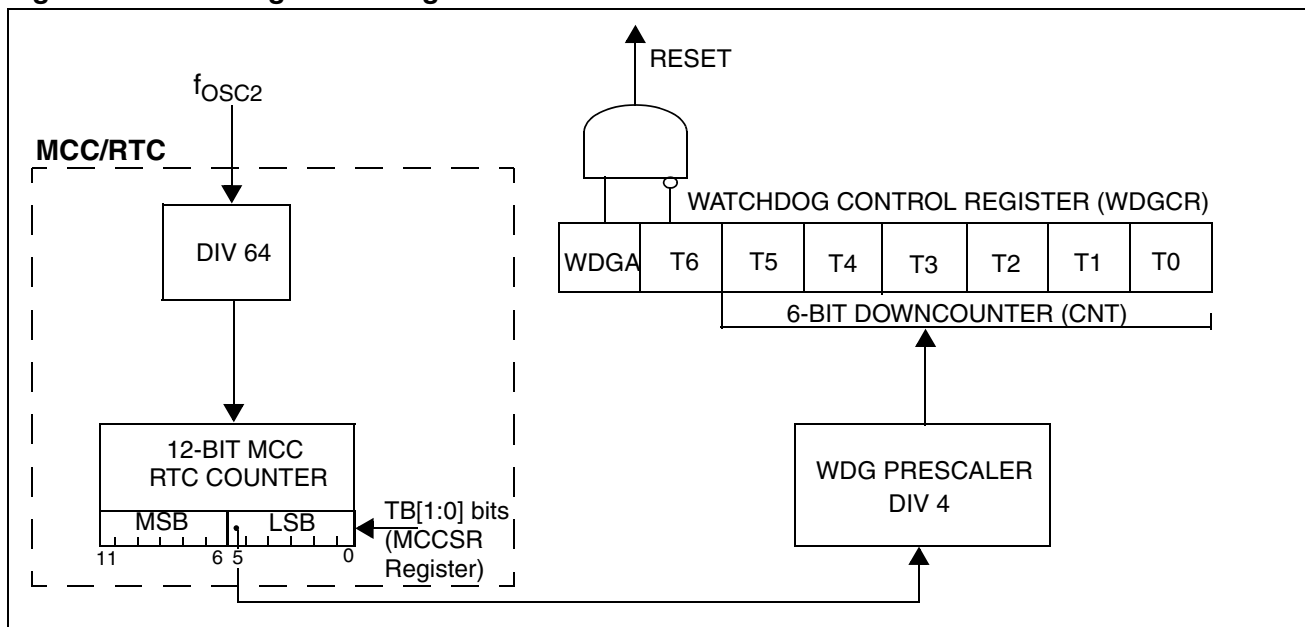 RESET
fOSC2
MCC/RTC
DIV 64
WATCHDOG CONTROL REGISTER (WDGCR)
WDGA T6 T5 T4 T3 T2 T1 T0
6-BIT DOWNCOUNTER (CNT)
12-BIT MCC
RTC COUNTER
MSB LSB
11 6 5 0
TB[1:0] bits
(MCCSR
Register)
WDG PRESCALER
DIV 4